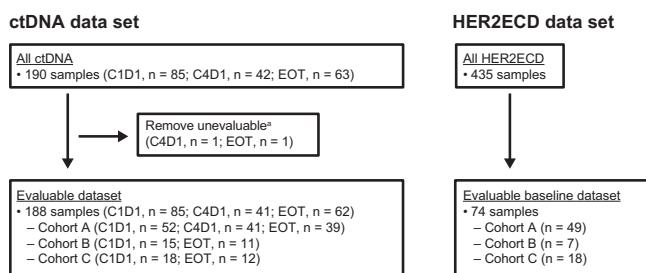 ctDNA data set
All ctDNA
• 190 samples (C1D1, n = 85; C4D1, n = 42; EOT, n = 63)
Remove unevaluableᵃ
(C4D1, n = 1; EOT, n = 1)
Evaluable dataset
• 188 samples (C1D1, n = 85; C4D1, n = 41; EOT, n = 62)
– Cohort A (C1D1, n = 52; C4D1, n = 41; EOT, n = 39)
– Cohort B (C1D1, n = 15; EOT, n = 11)
– Cohort C (C1D1, n = 18; EOT, n = 12)
HER2ECD data set
All HER2ECD
• 435 samples
Evaluable baseline dataset
• 74 samples
– Cohort A (n = 49)
– Cohort B (n = 7)
– Cohort C (n = 18)